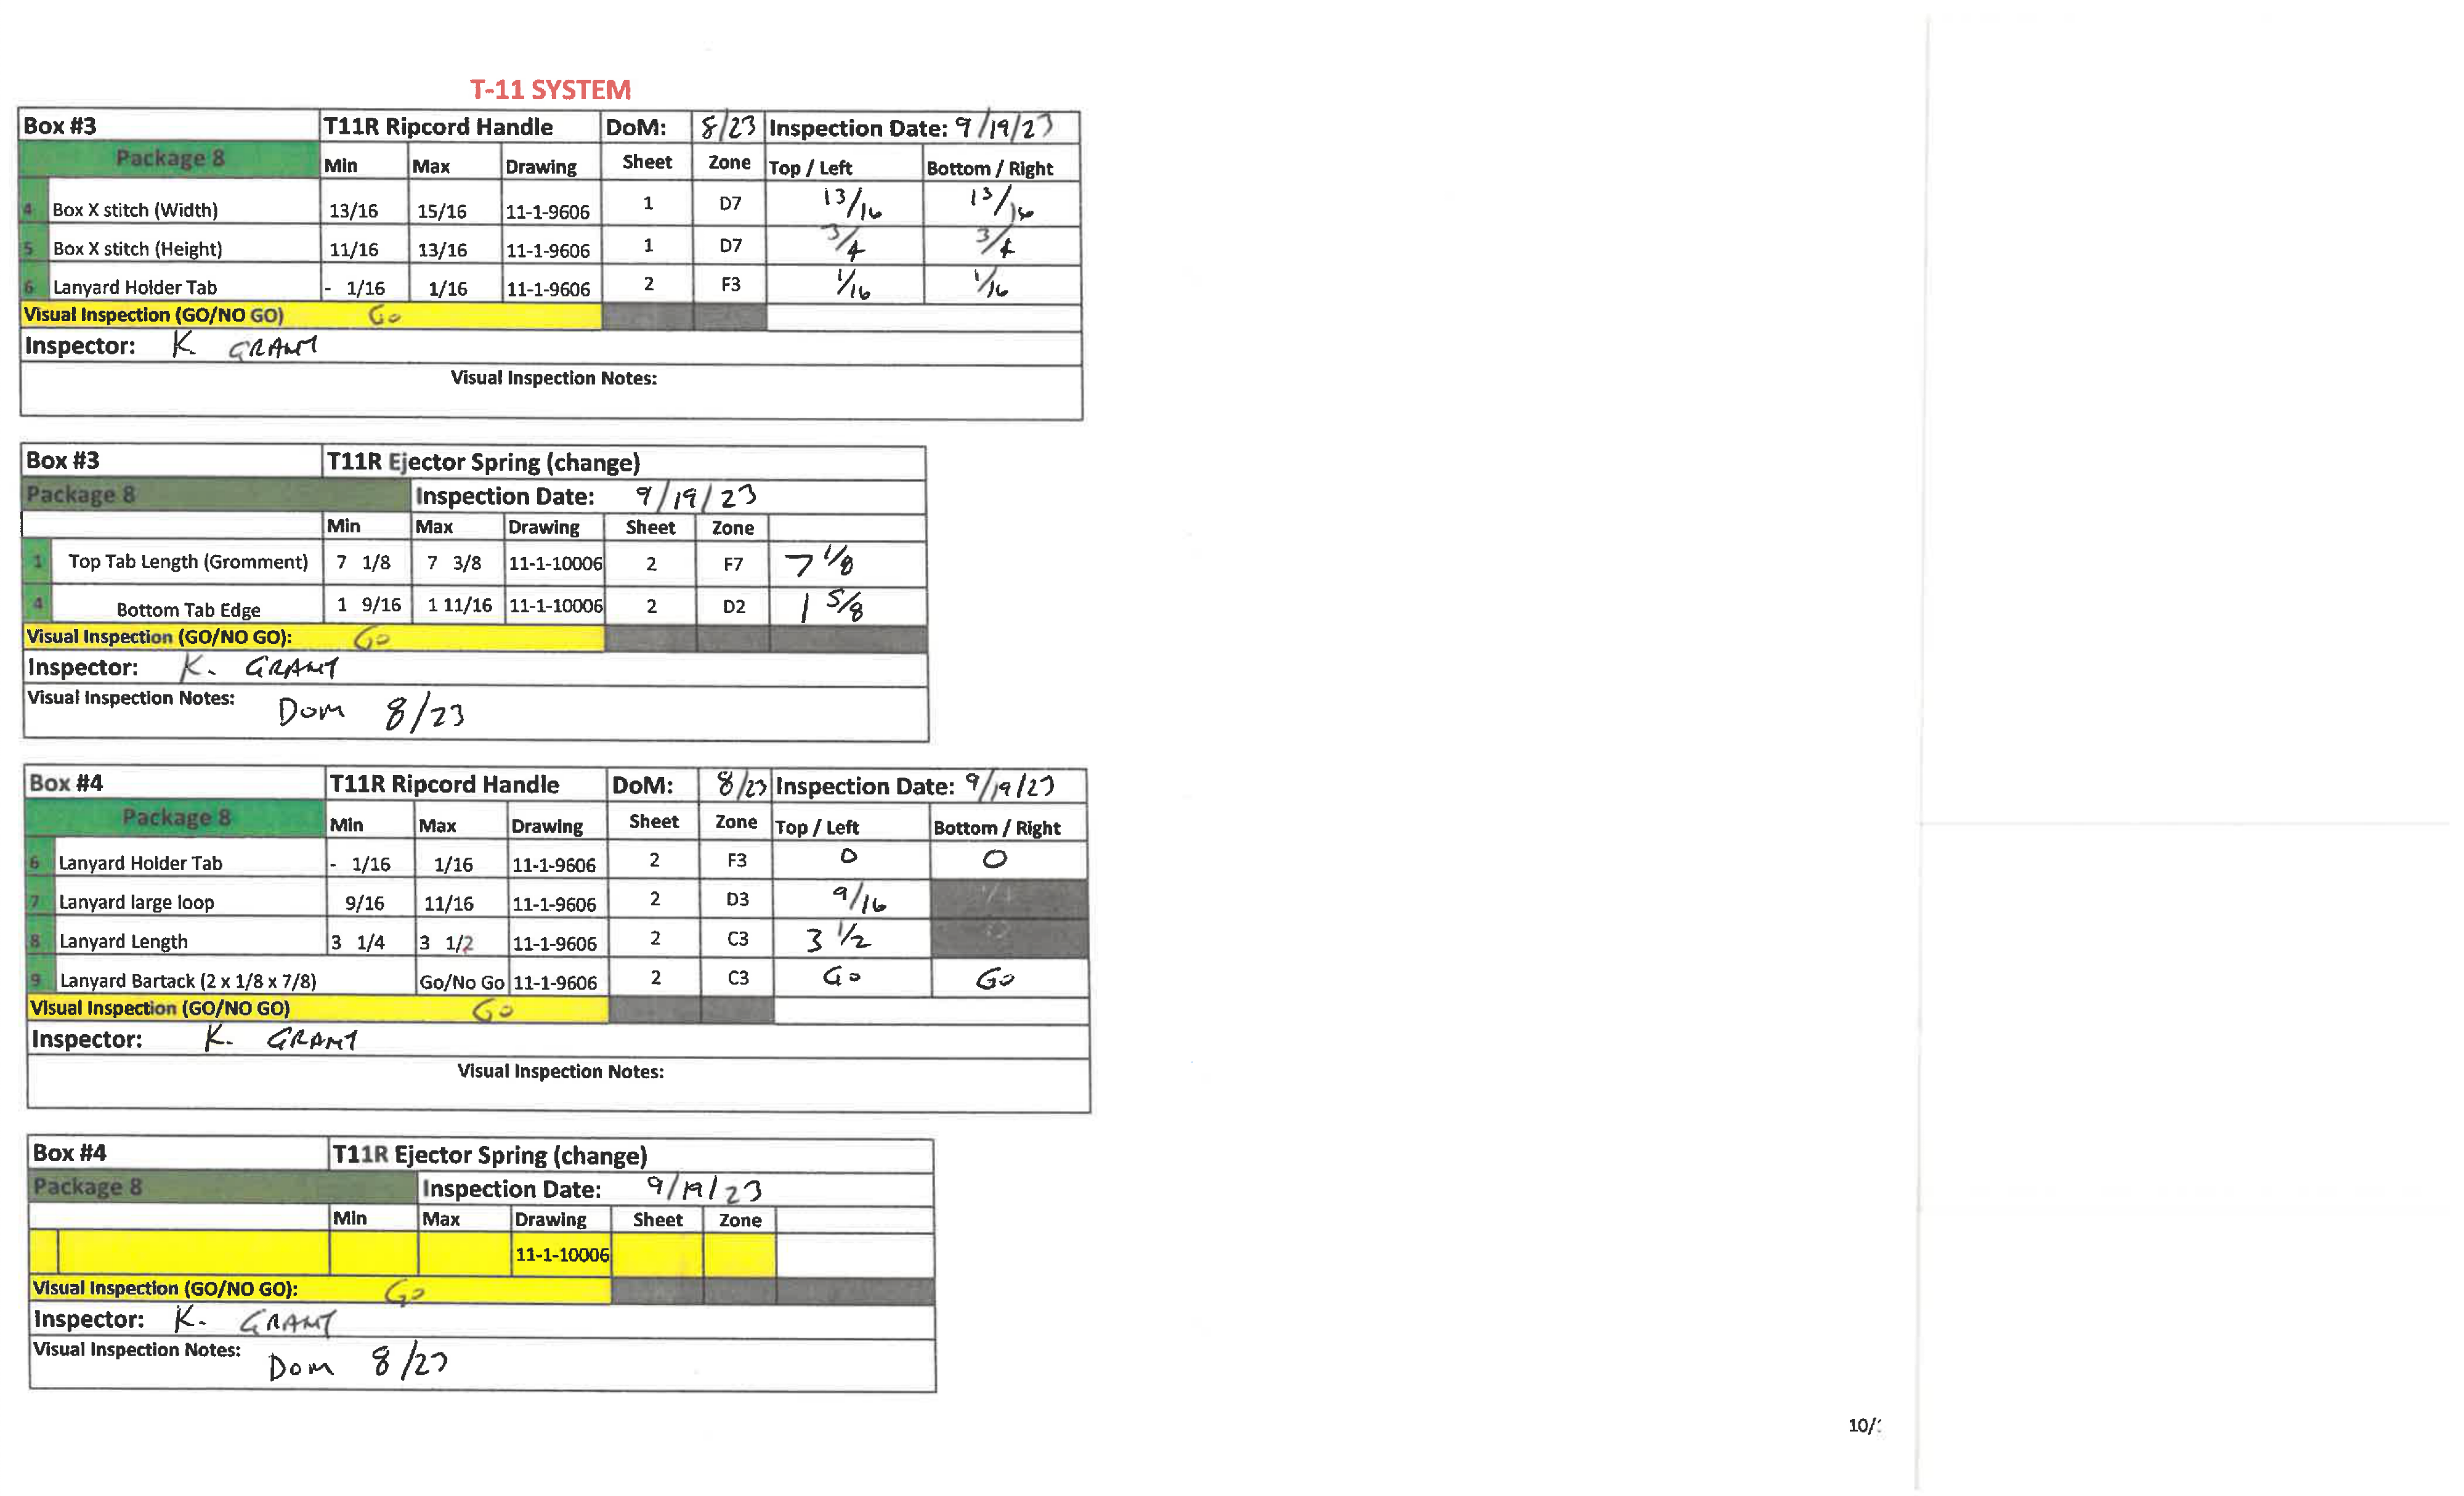 T-11 SYSTEM
Box #3 T11R Ripcord Handle DoM: 8/23 Inspection Date: 9/19/23
Package 8 Min Max Drawing Sheet Zone Top / Left Bottom / Right
4 Box X stitch (Width) 13/16 15/16 11-1-9606 1 D7 13/16 13/16
5 Box X stitch (Height) 11/16 13/16 11-1-9606 1 D7 3/4 3/4
6 Lanyard Holder Tab - 1/16 1/16 11-1-9606 2 F3 1/16 1/16
Visual Inspection (GO/NO GO) Go
Inspector: K. GRANT
Visual Inspection Notes:
Box #3 T11R Ejector Spring (change)
Package 8 Inspection Date: 9/19/23
Min Max Drawing Sheet Zone
1 Top Tab Length (Gromment) 7 1/8 7 3/8 11-1-10006 2 F7 7 1/8
4 Bottom Tab Edge 1 9/16 1 11/16 11-1-10006 2 D2 1 5/8
Visual Inspection (GO/NO GO): Go
Inspector: K. GRANT
Visual Inspection Notes: Dom 8/23
Box #4 T11R Ripcord Handle DoM: 8/23 Inspection Date: 9/19/23
Package 8 Min Max Drawing Sheet Zone Top / Left Bottom / Right
6 Lanyard Holder Tab - 1/16 1/16 11-1-9606 2 F3 0 0
7 Lanyard large loop 9/16 11/16 11-1-9606 2 D3 9/16
8 Lanyard Length 3 1/4 3 1/2 11-1-9606 2 C3 3 1/2
9 Lanyard Bartack (2 x 1/8 x 7/8) Go/No Go 11-1-9606 2 C3 Go Go
Visual Inspection (GO/NO GO) Go
Inspector: K. GRANT
Visual Inspection Notes:
Box #4 T11R Ejector Spring (change)
Package 8 Inspection Date: 9/19/23
Min Max Drawing Sheet Zone
11-1-10006
Visual Inspection (GO/NO GO): Go
Inspector: K. GRANT
Visual Inspection Notes: Dom 8/23
10/